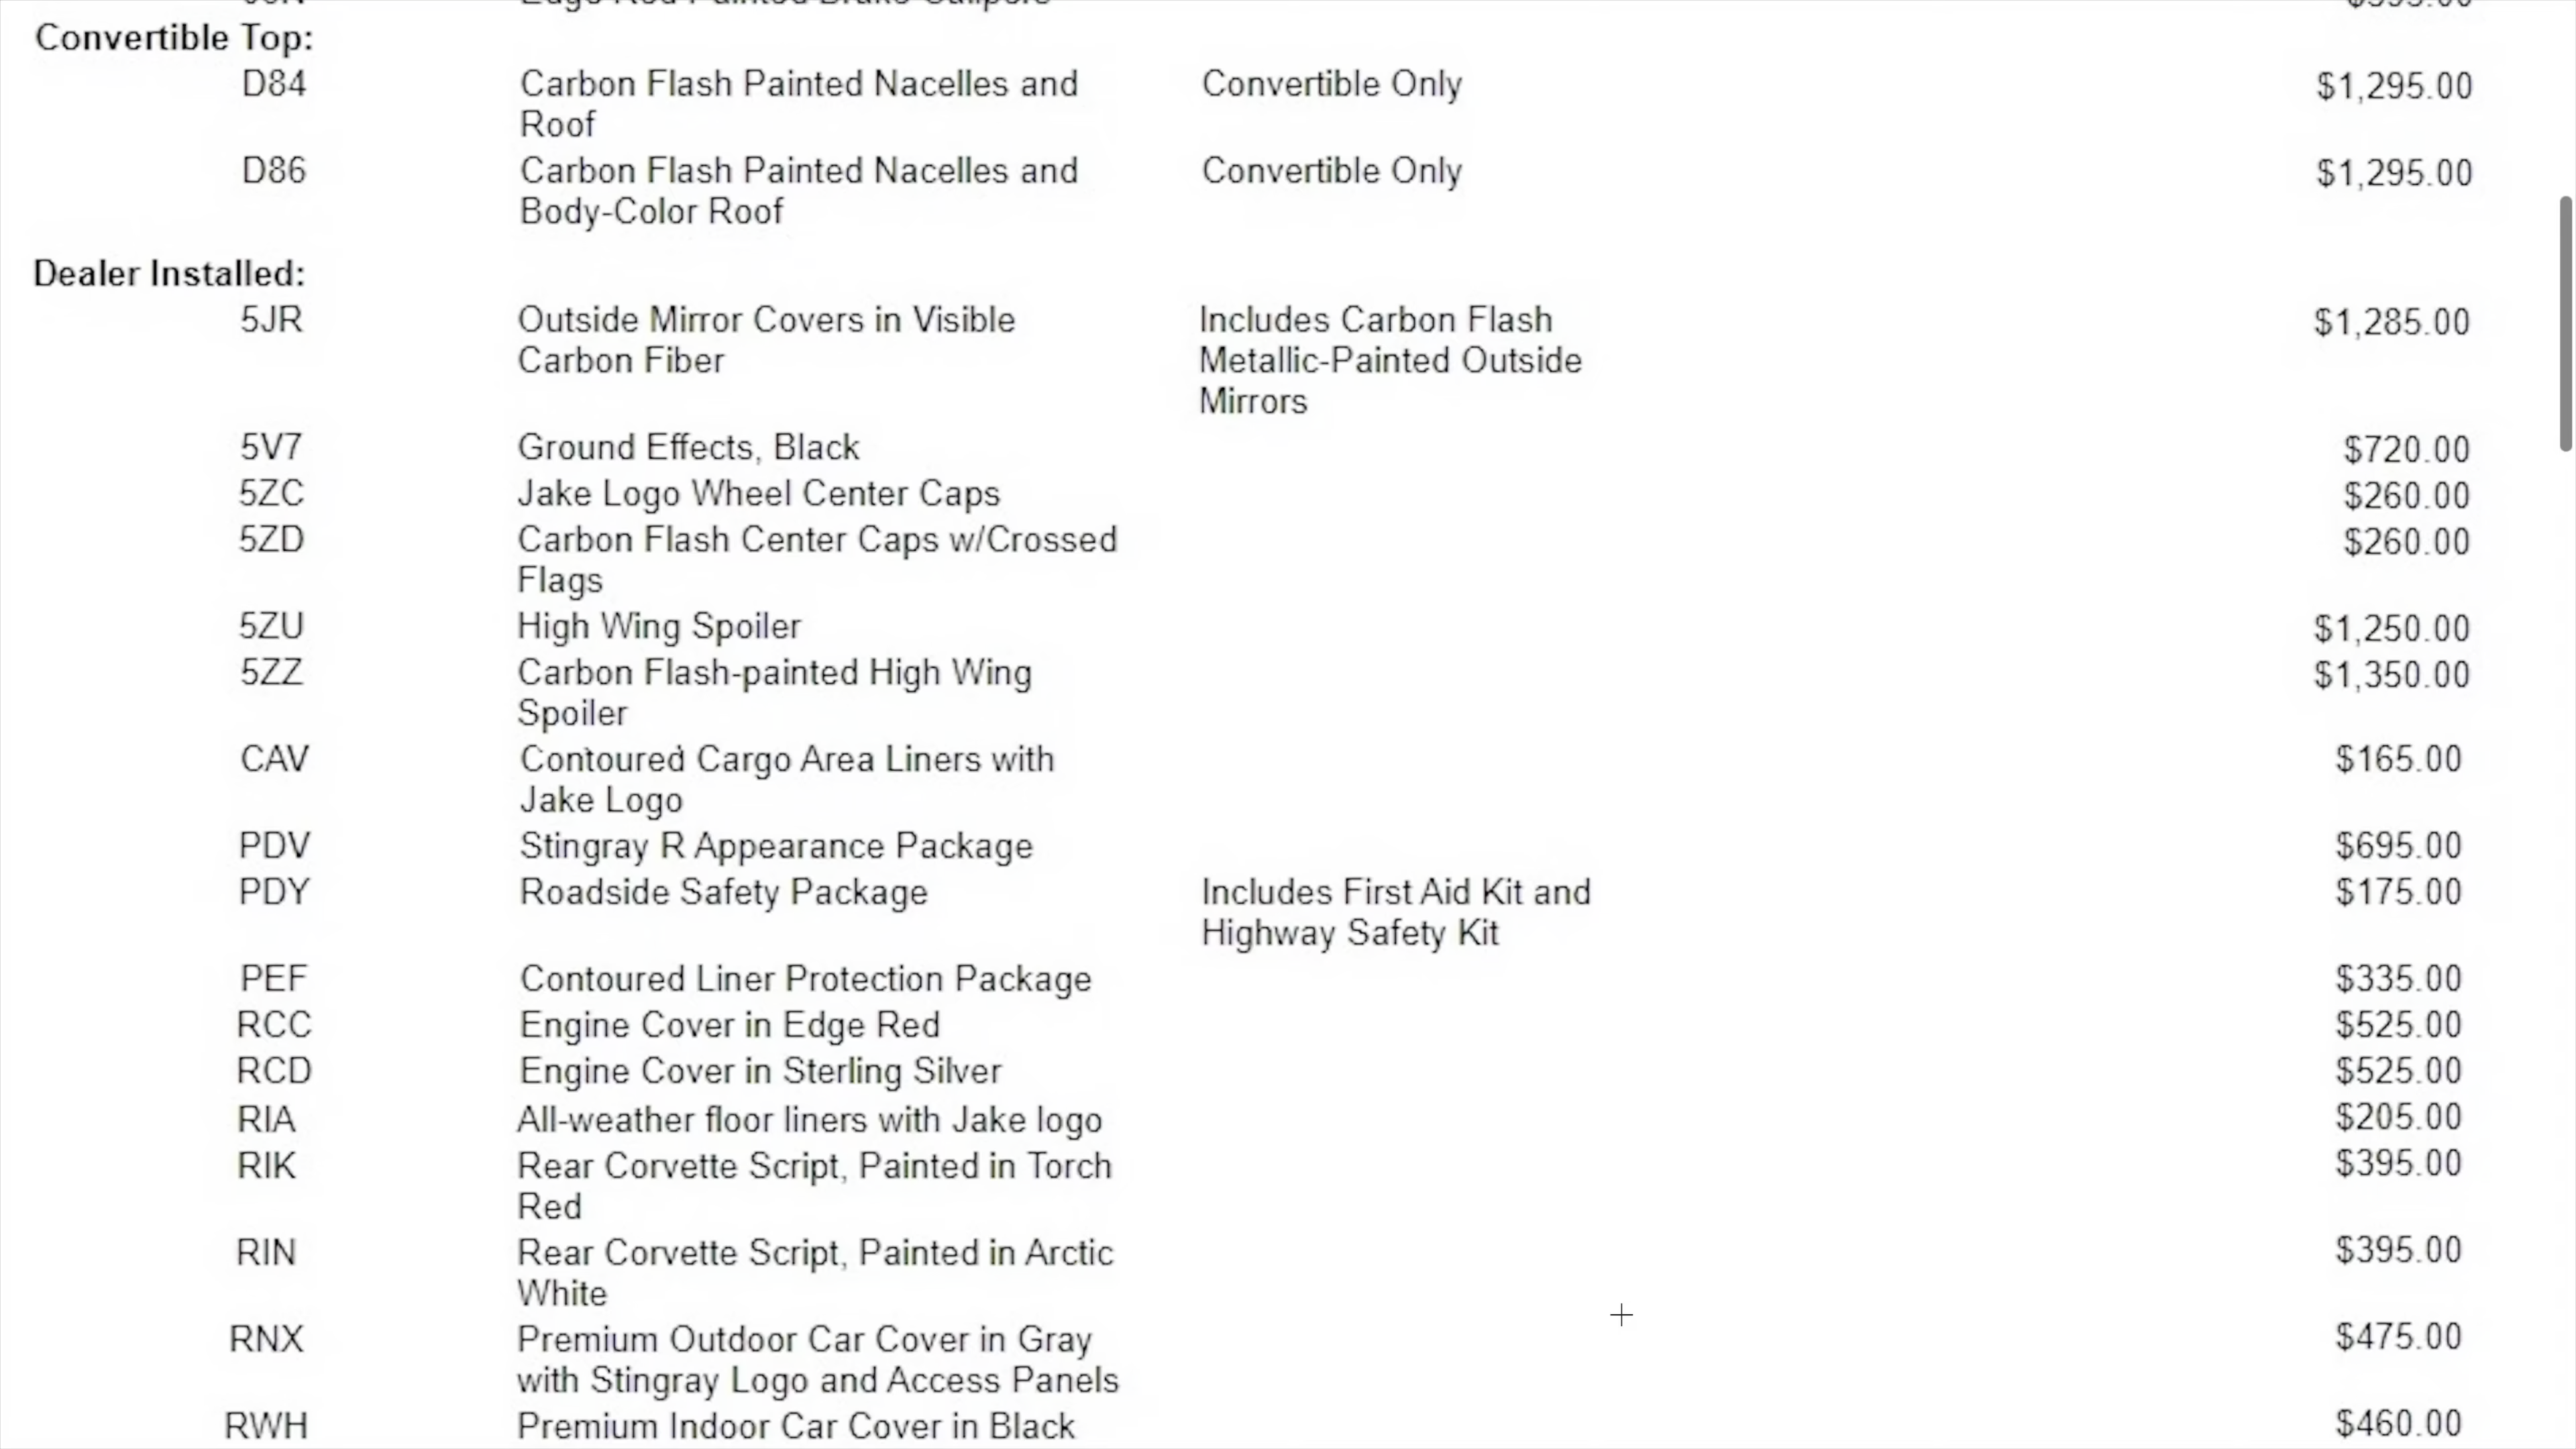 Convertible Top:
D84 Carbon Flash Painted Nacelles and Convertible Only $1,295.00
Roof
D86 Carbon Flash Painted Nacelles and Convertible Only $1,295.00
Body-Color Roof
Dealer Installed:
5JR Outside Mirror Covers in Visible Includes Carbon Flash $1,285.00
Carbon Fiber Metallic-Painted Outside
Mirrors
5V7 Ground Effects, Black $720.00
5ZC Jake Logo Wheel Center Caps $260.00
5ZD Carbon Flash Center Caps w/Crossed $260.00
Flags
5ZU High Wing Spoiler $1,250.00
5ZZ Carbon Flash-painted High Wing $1,350.00
Spoiler
CAV Contoured Cargo Area Liners with $165.00
Jake Logo
PDV Stingray R Appearance Package $695.00
PDY Roadside Safety Package Includes First Aid Kit and $175.00
Highway Safety Kit
PEF Contoured Liner Protection Package $335.00
RCC Engine Cover in Edge Red $525.00
RCD Engine Cover in Sterling Silver $525.00
RIA All-weather floor liners with Jake logo $205.00
RIK Rear Corvette Script, Painted in Torch $395.00
Red
RIN Rear Corvette Script, Painted in Arctic $395.00
White
RNX Premium Outdoor Car Cover in Gray $475.00
with Stingray Logo and Access Panels
RWH Premium Indoor Car Cover in Black $460.00